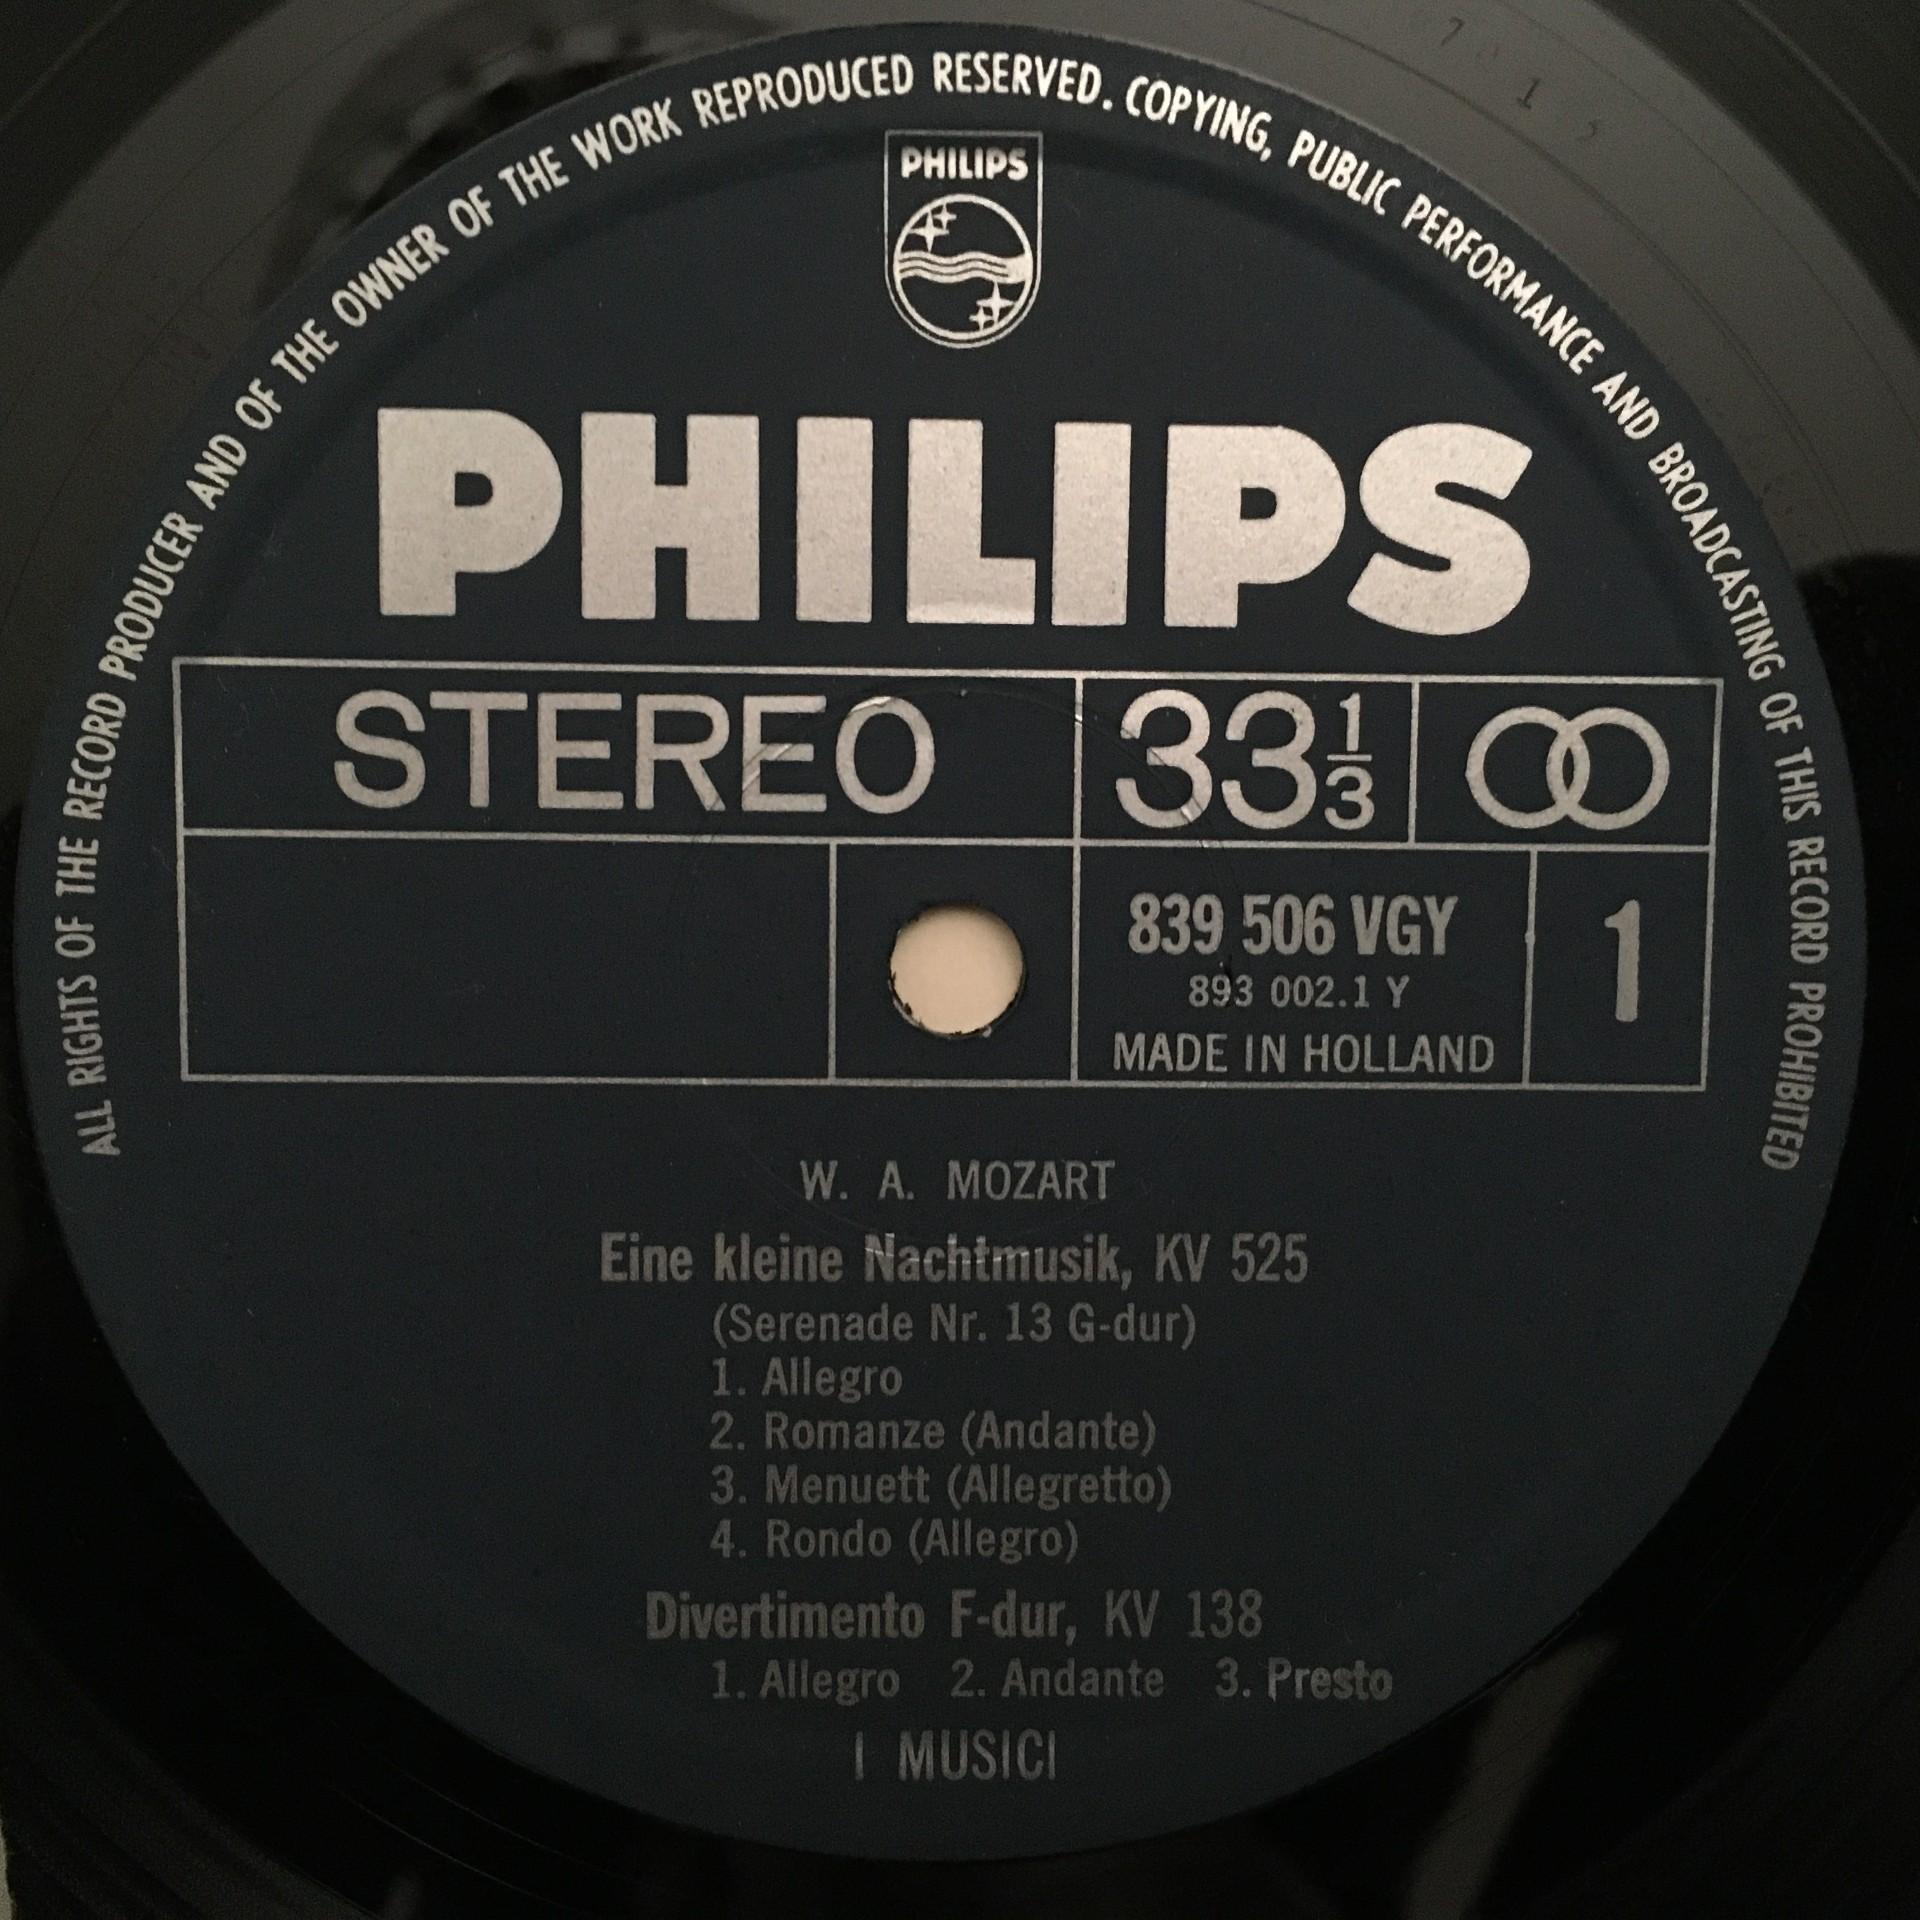 ALL RIGHTS OF THE RECORD PRODUCER AND OF THE OWNER OF THE WORK REPRODUCED RESERVED. COPYING, PUBLIC PERFORMANCE AND BROADCASTING OF THIS RECORD PROHIBITED
PHILIPS
PHILIPS
STEREO 33 1/3
839 506 VGY 1
893 002.1 Y
MADE IN HOLLAND
W. A. MOZART
Eine kleine Nachtmusik, KV 525
(Serenade Nr. 13 G-dur)
1. Allegro
2. Romanze (Andante)
3. Menuett (Allegretto)
4. Rondo (Allegro)
Divertimento F-dur, KV 138
1. Allegro 2. Andante 3. Presto
I MUSICI